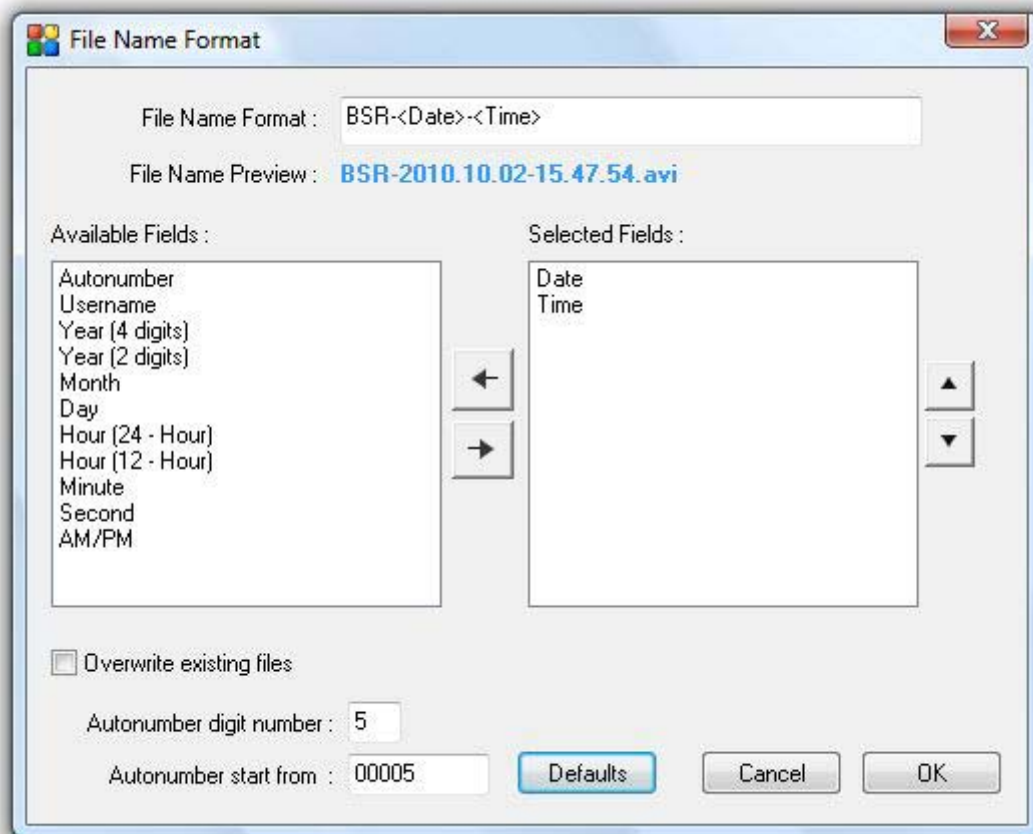 File Name Format
File Name Format : BSR-<Date>-<Time>
File Name Preview : BSR-2010.10.02-15.47.54.avi
Available Fields :
Autonumber
Username
Year (4 digits)
Year (2 digits)
Month
Day
Hour (24 - Hour)
Hour (12 - Hour)
Minute
Second
AM/PM
Selected Fields :
Date
Time
Overwrite existing files
Autonumber digit number : 5
Autonumber start from : 00005
Defaults
Cancel
OK